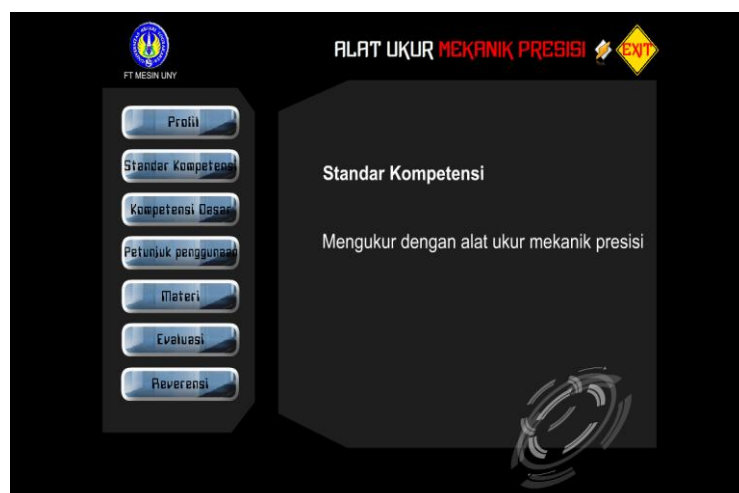 ALAT UKUR MEKANIK PRESISI
EXIT
FT MESIN UNY
Profil
Standar Kompetensi
Kompetensi Dasar
Petunjuk penggunaan
Materi
Evaluasi
Reverensi
Standar Kompetensi
Mengukur dengan alat ukur mekanik presisi